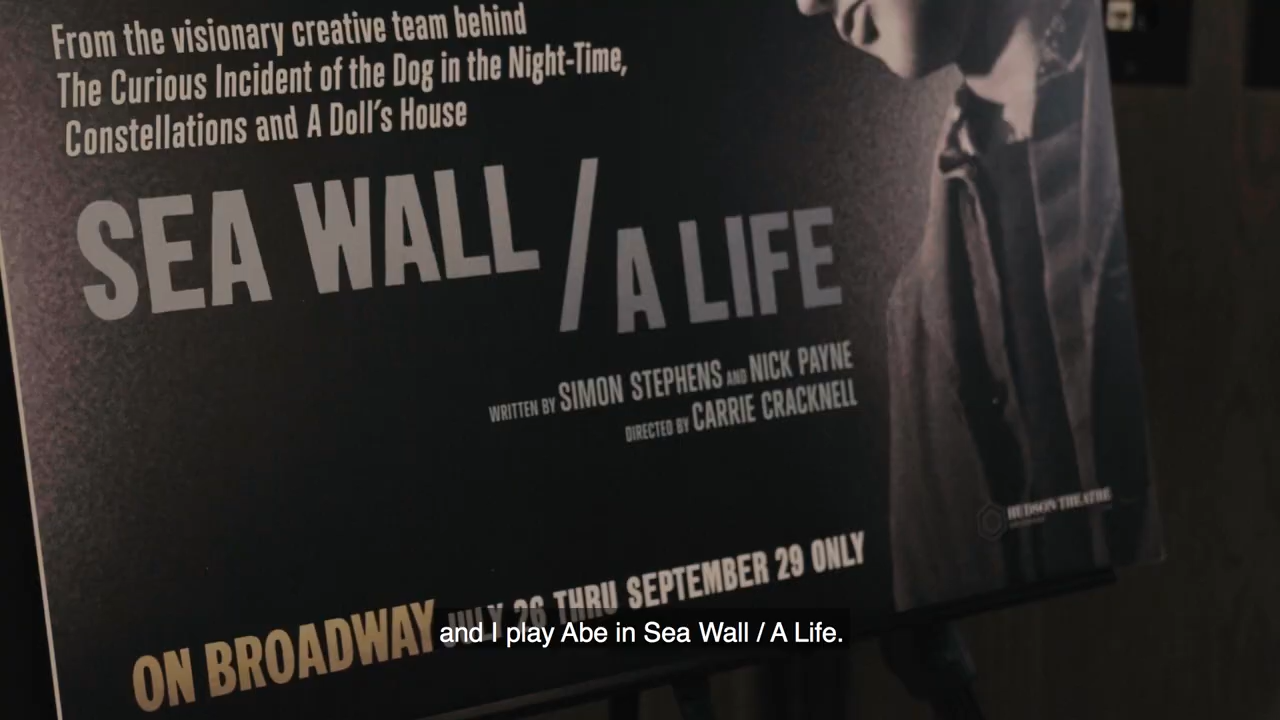 From the visionary creative team behind
The Curious Incident of the Dog in the Night-Time,
Constellations and A Doll's House
SEA WALL / A LIFE
WRITTEN BY SIMON STEPHENS AND NICK PAYNE
DIRECTED BY CARRIE CRACKNELL
HUDSON THEATRE
ON BROADWAY JULY 26 THRU SEPTEMBER 29 ONLY
and I play Abe in Sea Wall / A Life.